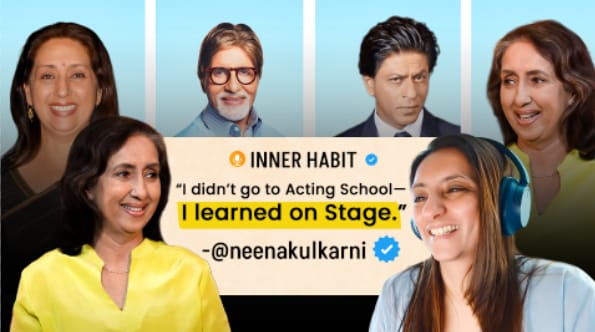 INNER HABIT
“I didn’t go to Acting School—
I learned on Stage.”
-@neenakulkarni